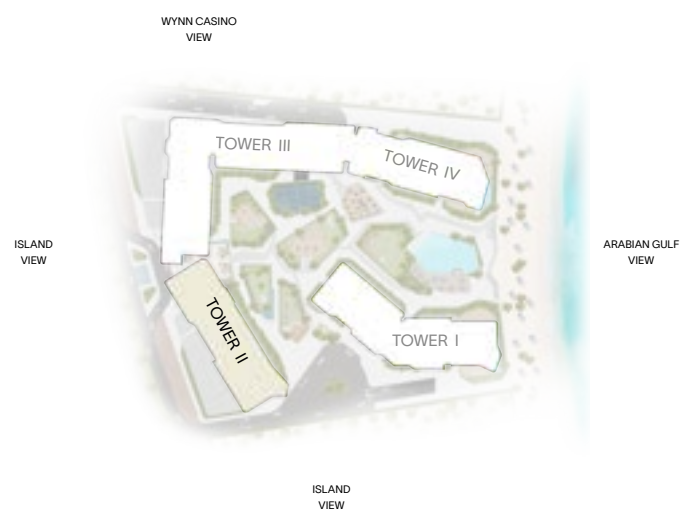 WYNN CASINO
VIEW
TOWER III
TOWER IV
ISLAND
VIEW
ARABIAN GULF
VIEW
TOWER II
TOWER I
ISLAND
VIEW